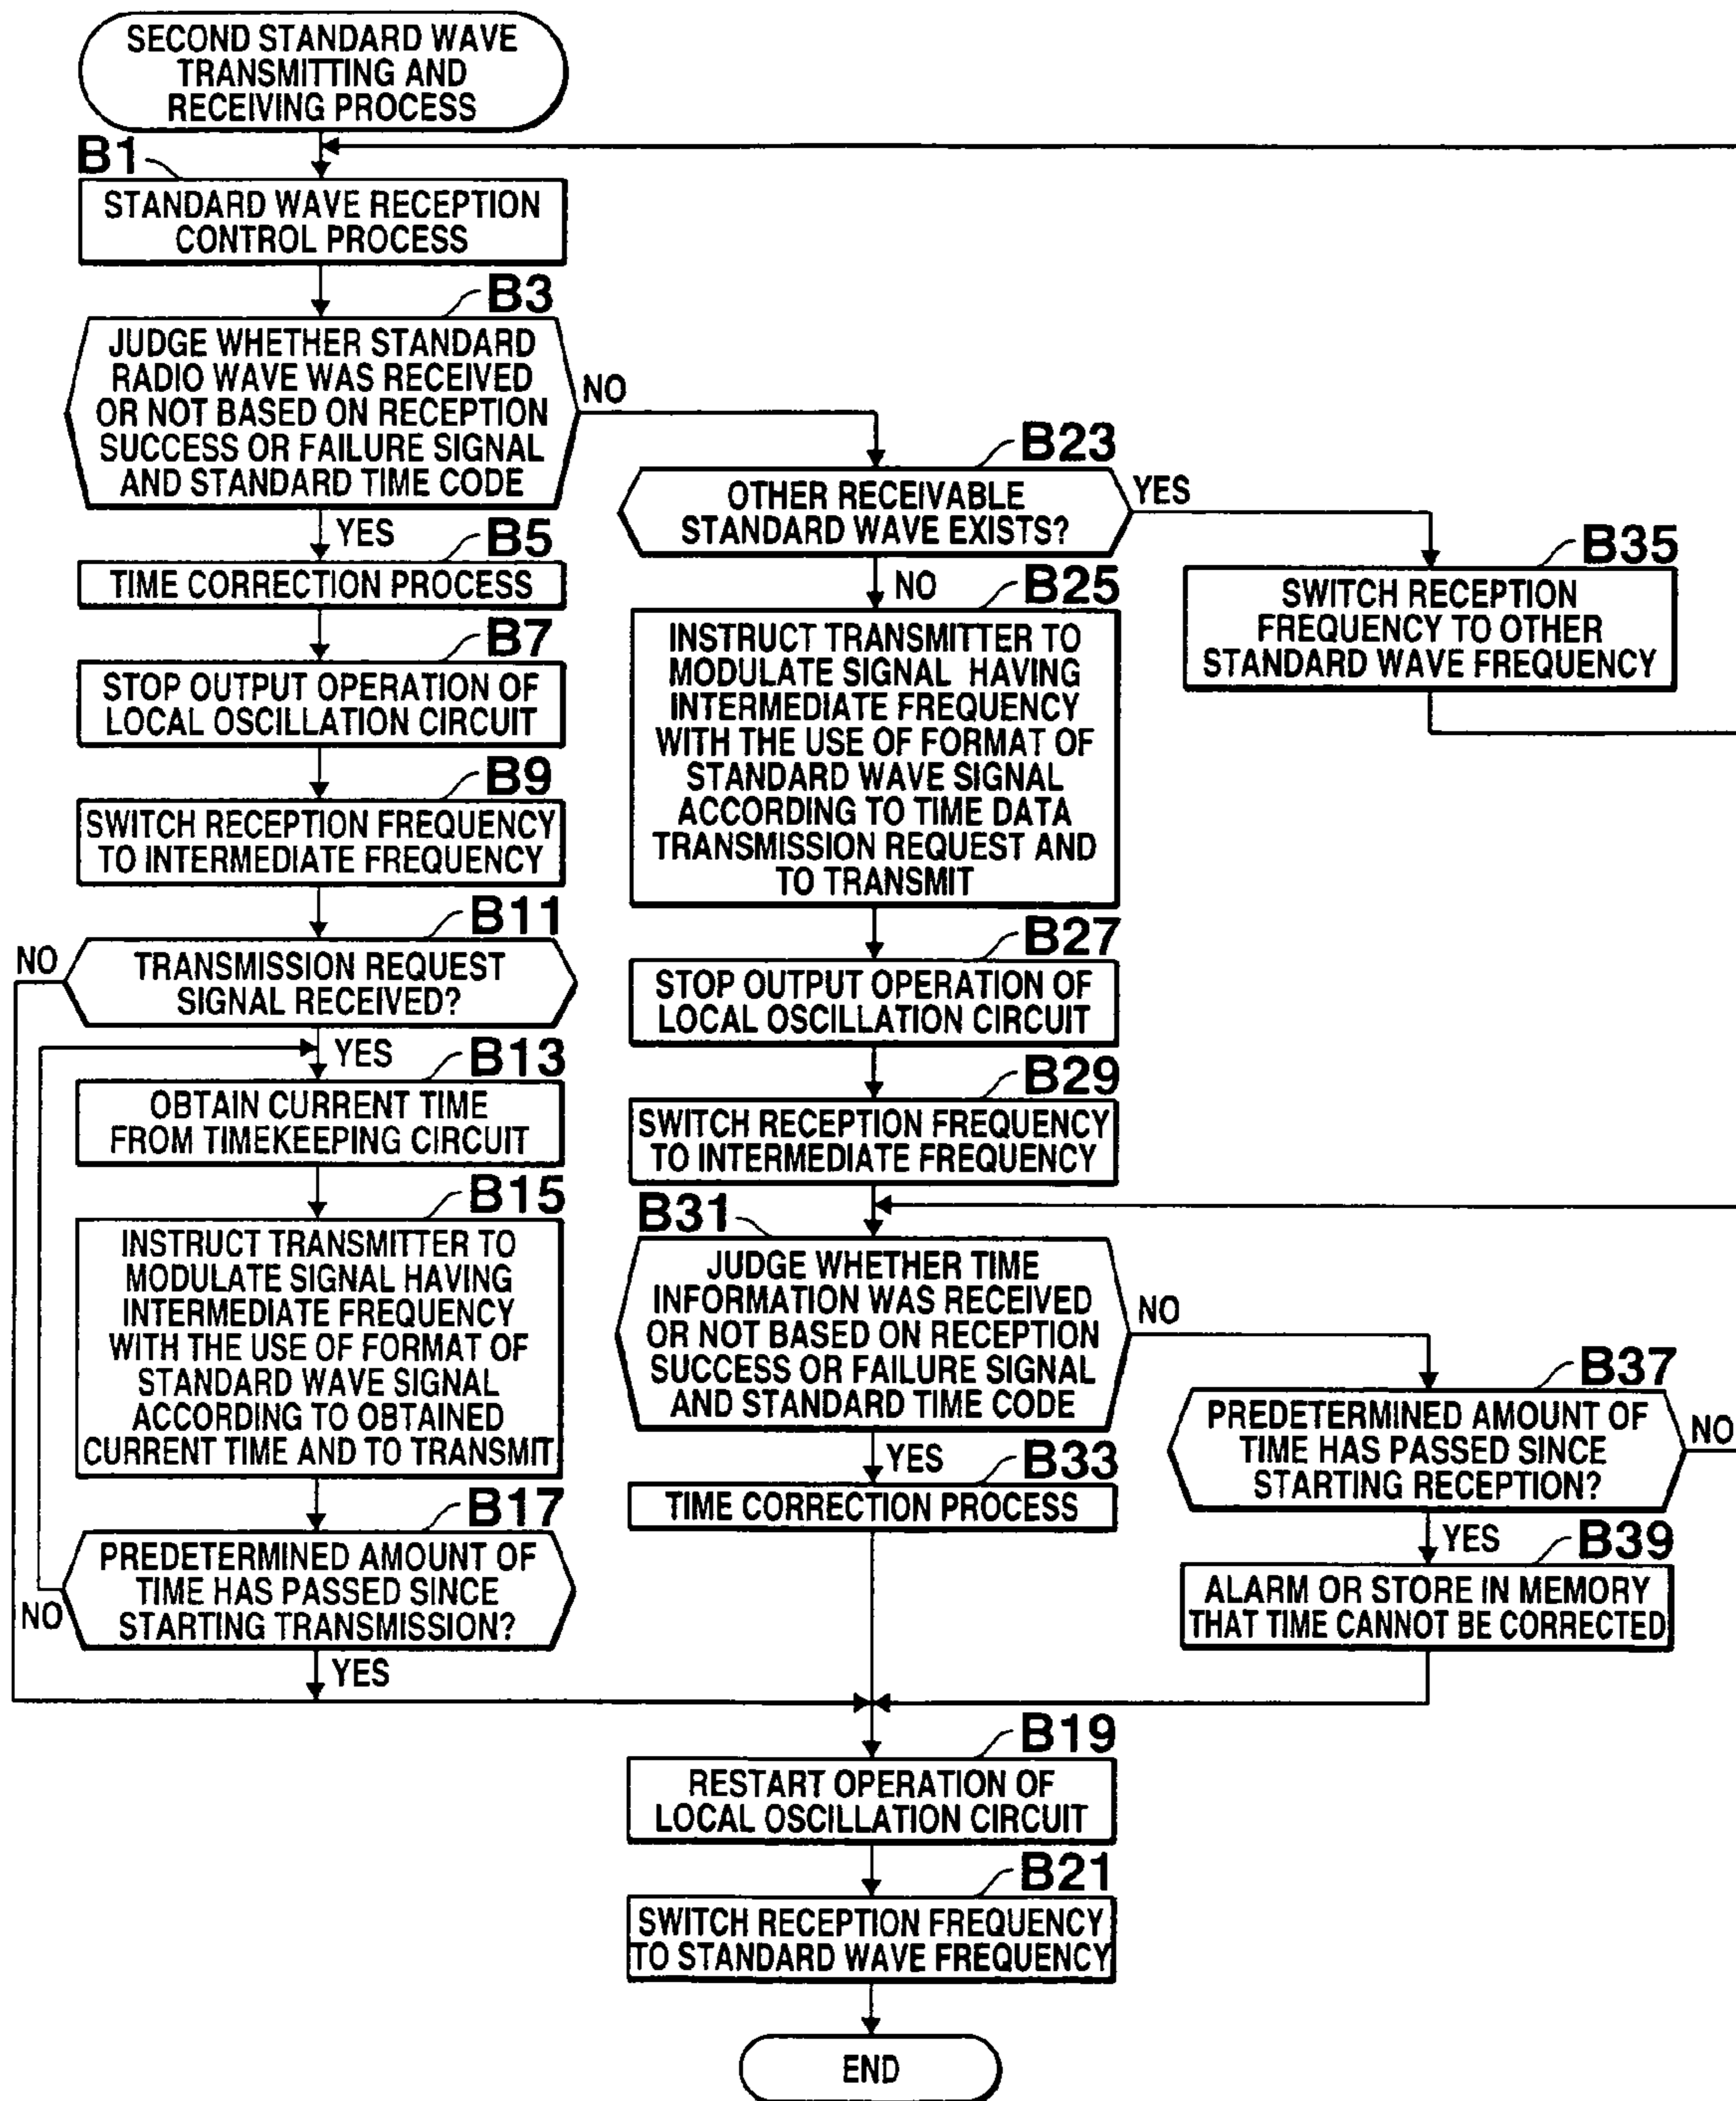 SECOND STANDARD WAVE
TRANSMITTING AND
RECEIVING PROCESS
B1
STANDARD WAVE RECEPTION
CONTROL PROCESS
B3
JUDGE WHETHER STANDARD
RADIO WAVE WAS RECEIVED
OR NOT BASED ON RECEPTION
SUCCESS OR FAILURE SIGNAL
AND STANDARD TIME CODE
NO
YES
B5
TIME CORRECTION PROCESS
B7
STOP OUTPUT OPERATION OF
LOCAL OSCILLATION CIRCUIT
B9
SWITCH RECEPTION FREQUENCY
TO INTERMEDIATE FREQUENCY
B11
NO
TRANSMISSION REQUEST
SIGNAL RECEIVED?
YES
B13
OBTAIN CURRENT TIME
FROM TIMEKEEPING CIRCUIT
B15
INSTRUCT TRANSMITTER TO
MODULATE SIGNAL HAVING
INTERMEDIATE FREQUENCY
WITH THE USE OF FORMAT OF
STANDARD WAVE SIGNAL
ACCORDING TO OBTAINED
CURRENT TIME AND TO TRANSMIT
B17
PREDETERMINED AMOUNT OF
TIME HAS PASSED SINCE
STARTING TRANSMISSION?
NO
YES
B23
OTHER RECEIVABLE
STANDARD WAVE EXISTS?
YES
NO
B25
INSTRUCT TRANSMITTER TO
MODULATE SIGNAL HAVING
INTERMEDIATE FREQUENCY
WITH THE USE OF FORMAT OF
STANDARD WAVE SIGNAL
ACCORDING TO TIME DATA
TRANSMISSION REQUEST AND
TO TRANSMIT
B27
STOP OUTPUT OPERATION OF
LOCAL OSCILLATION CIRCUIT
B29
SWITCH RECEPTION FREQUENCY
TO INTERMEDIATE FREQUENCY
B31
JUDGE WHETHER TIME
INFORMATION WAS RECEIVED
OR NOT BASED ON RECEPTION
SUCCESS OR FAILURE SIGNAL
AND STANDARD TIME CODE
NO
YES
B33
TIME CORRECTION PROCESS
B35
SWITCH RECEPTION
FREQUENCY TO OTHER
STANDARD WAVE FREQUENCY
B37
PREDETERMINED AMOUNT OF
TIME HAS PASSED SINCE
STARTING RECEPTION?
NO
YES
B39
ALARM OR STORE IN MEMORY
THAT TIME CANNOT BE CORRECTED
B19
RESTART OPERATION OF
LOCAL OSCILLATION CIRCUIT
B21
SWITCH RECEPTION FREQUENCY
TO STANDARD WAVE FREQUENCY
END